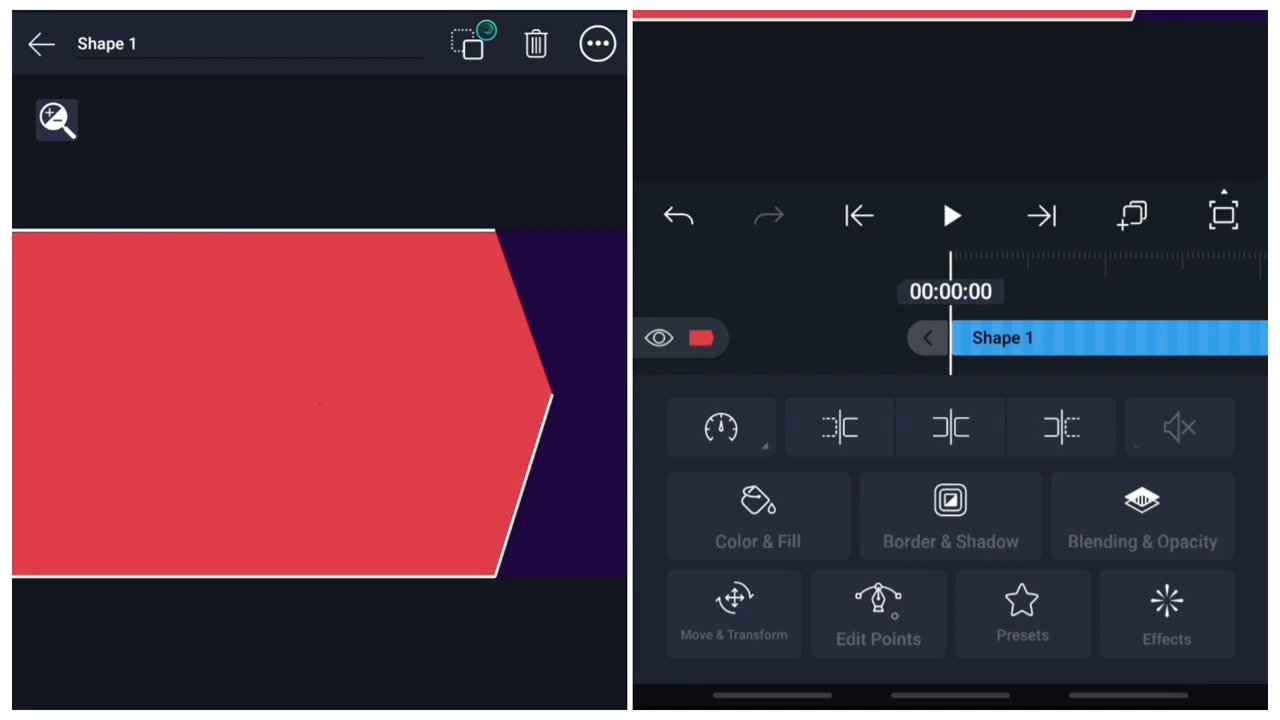 Shape 1
00:00:00
Shape 1
Color & Fill
Border & Shadow
Blending & Opacity
Move & Transform
Edit Points
Presets
Effects